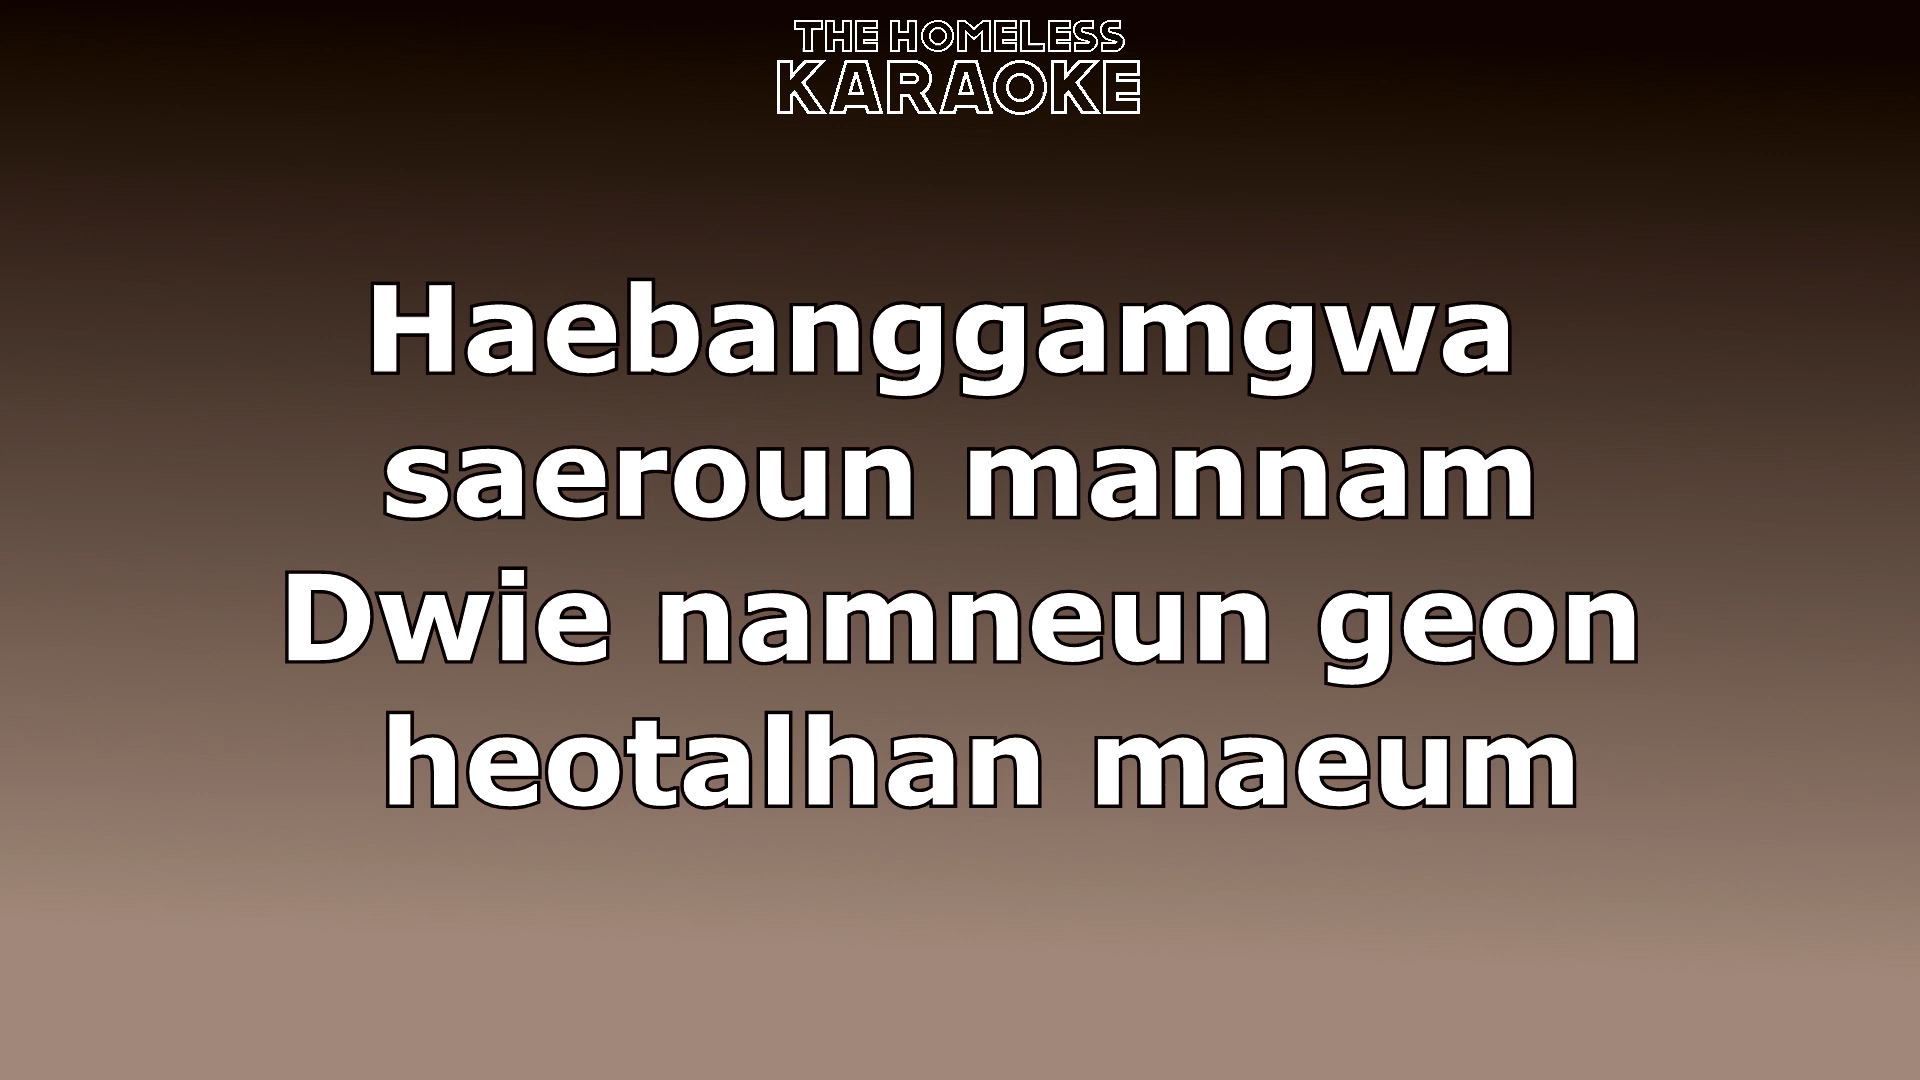 THE HOMELESS
KARAOKE
Haebanggamgwa
saeroun mannam
Dwie namneun geon
heotalhan maeum